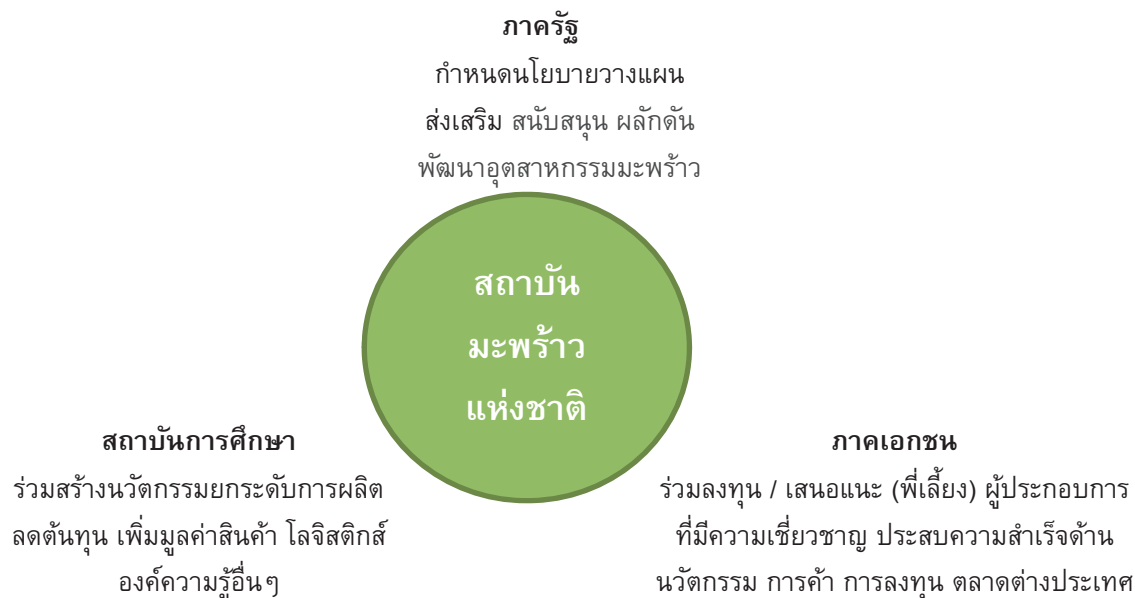 ภาครัฐ
กำหนดนโยบายวางแผน
ส่งเสริม สนับสนุน ผลักดัน
พัฒนาอุตสาหกรรมมะพร้าว
สถาบัน
มะพร้าว
แห่งชาติ
สถาบันการศึกษา
ร่วมสร้างนวัตกรรมยกระดับการผลิต
ลดต้นทุน เพิ่มมูลค่าสินค้า โลจิสติกส์
องค์ความรู้อื่นๆ
ภาคเอกชน
ร่วมลงทุน / เสนอแนะ (พี่เลี้ยง) ผู้ประกอบการ
ที่มีความเชี่ยวชาญ ประสบความสำเร็จด้าน
นวัตกรรม การค้า การลงทุน ตลาดต่างประเทศ